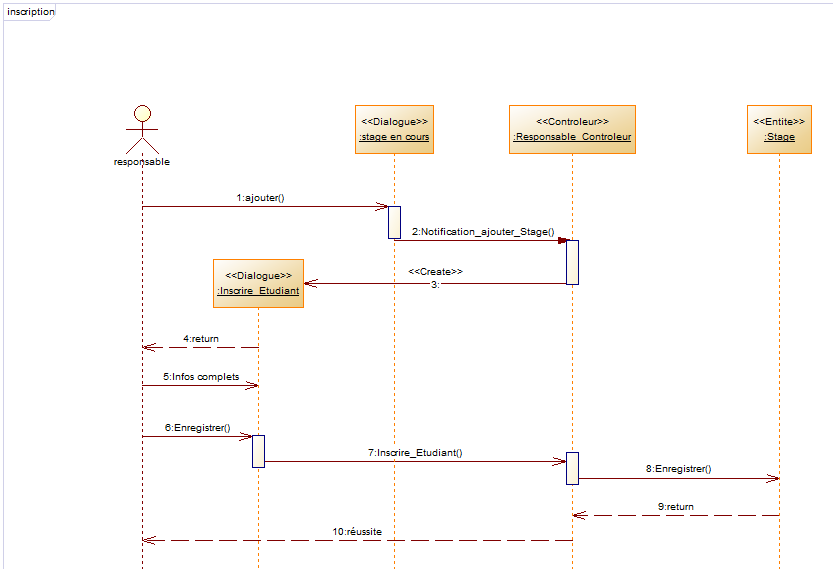 inscription
responsable
<<Dialogue>>
:stage en cours
<<Controleur>>
:Responsable_Controleur
<<Entite>>
:Stage
1:ajouter()
2:Notification_ajouter_Stage()
<<Dialogue>>
:Inscrire_Etudiant
<<Create>>
3:
4:return
5:Infos complets
6:Enregistrer()
7:Inscrire_Etudiant()
8:Enregistrer()
9:return
10:réussite